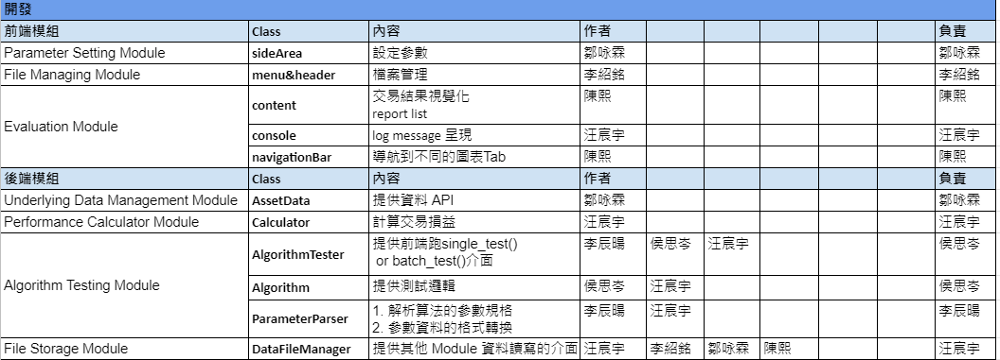 開發
前端模組 Class 內容 作者 負責
Parameter Setting Module sideArea 設定參數 鄒咏霖 鄒咏霖
File Managing Module menu&header 檔案管理 李紹銘 李紹銘
Evaluation Module
content 交易結果視覺化 陳熙 陳熙
report list
console log message 呈現 汪宸宇 汪宸宇
navigationBar 導航到不同的圖表Tab 陳熙 陳熙
後端模組 Class 內容 作者 負責
Underlying Data Management Module AssetData 提供資料 API 鄒咏霖 鄒咏霖
Performance Calculator Module Calculator 計算交易損益 汪宸宇 汪宸宇
Algorithm Testing Module
AlgorithmTester 提供前端跑single_test() 李辰暘 侯思岑 汪宸宇 侯思岑
or batch_test()介面
Algorithm 提供測試邏輯 侯思岑 汪宸宇 侯思岑
ParameterParser 1. 解析算法的參數規格 李辰暘 汪宸宇 李辰暘
2. 參數資料的格式轉換
File Storage Module DataFileManager 提供其他 Module 資料讀寫的介面 汪宸宇 李紹銘 鄒咏霖 陳熙 汪宸宇